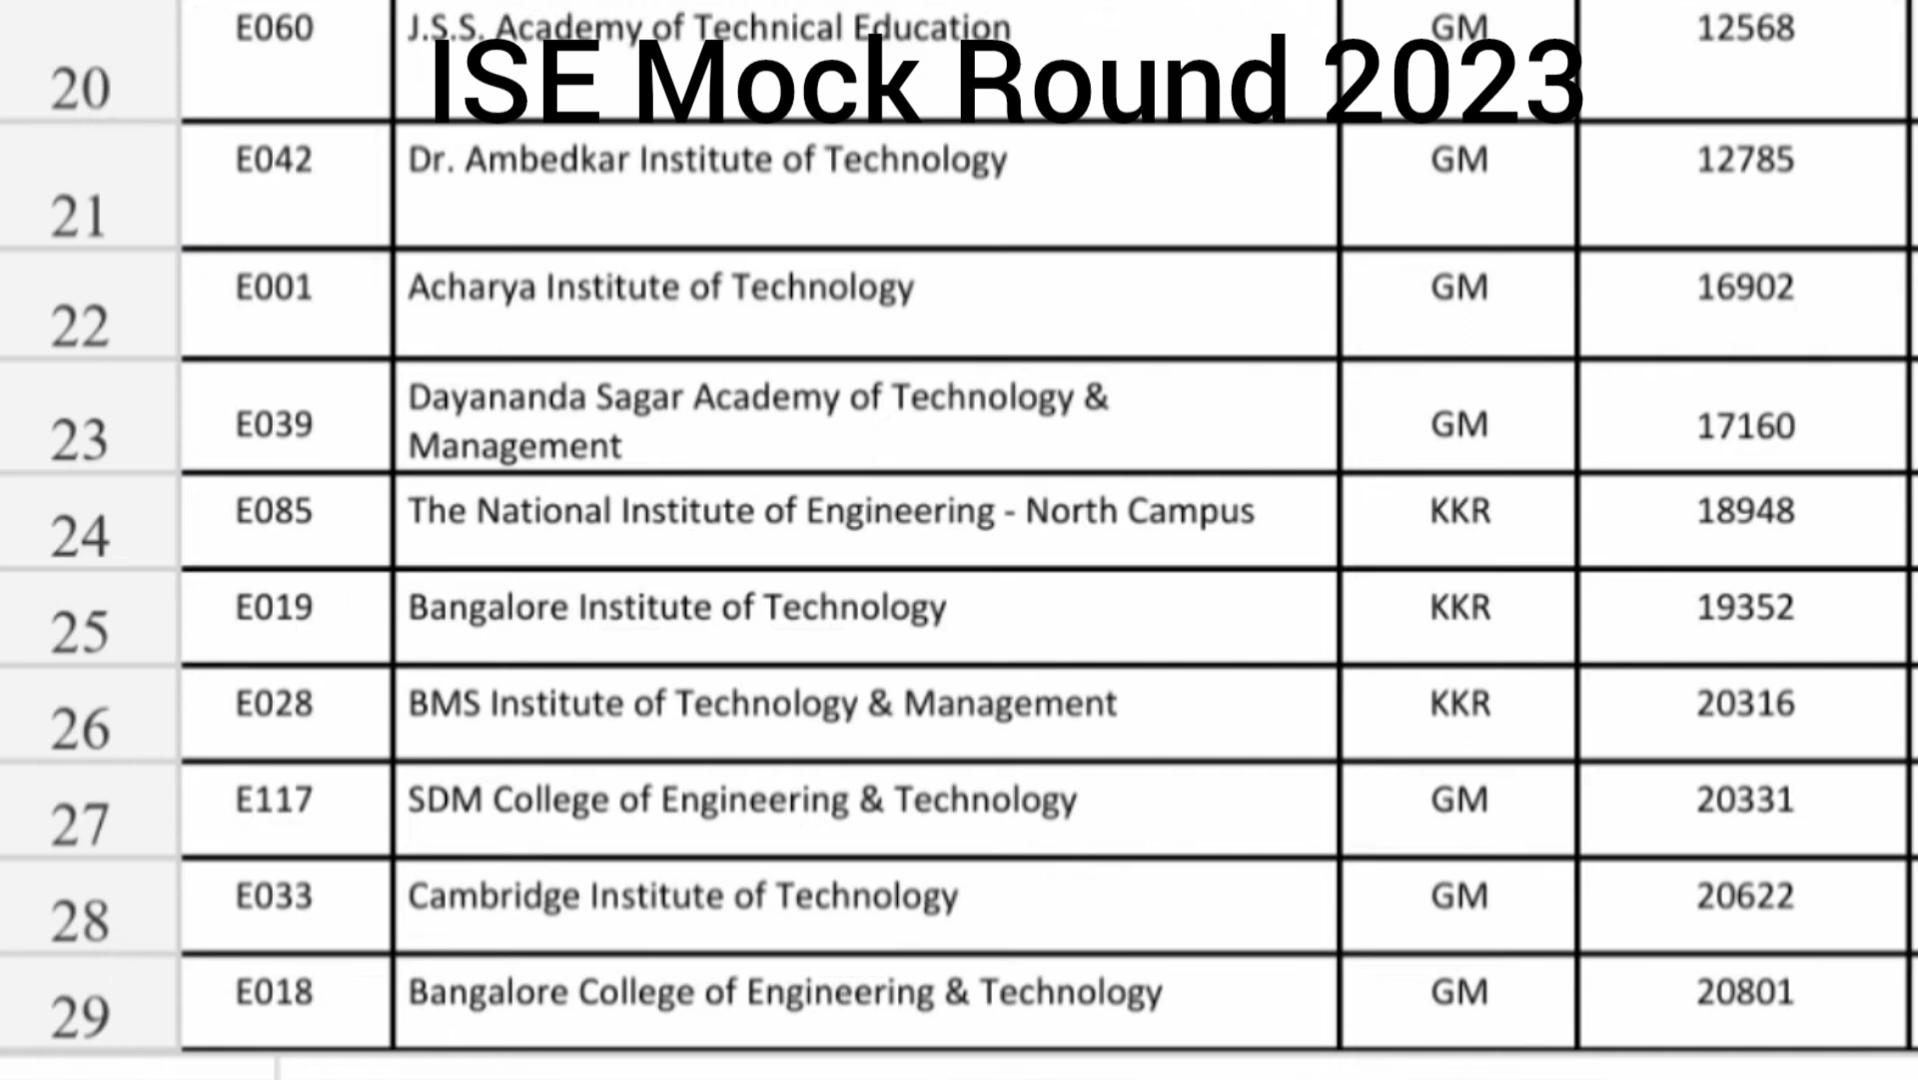 E060 J.S.S. Academy of Technical Education GM 12568
20
ISE Mock Round 2023
E042 Dr. Ambedkar Institute of Technology GM 12785
21
E001 Acharya Institute of Technology GM 16902
22
Dayananda Sagar Academy of Technology &
23 E039 GM 17160
Management
E085 The National Institute of Engineering - North Campus KKR 18948
24
E019 Bangalore Institute of Technology KKR 19352
25
E028 BMS Institute of Technology & Management KKR 20316
26
E117 SDM College of Engineering & Technology GM 20331
27
E033 Cambridge Institute of Technology GM 20622
28
E018 Bangalore College of Engineering & Technology GM 20801
29